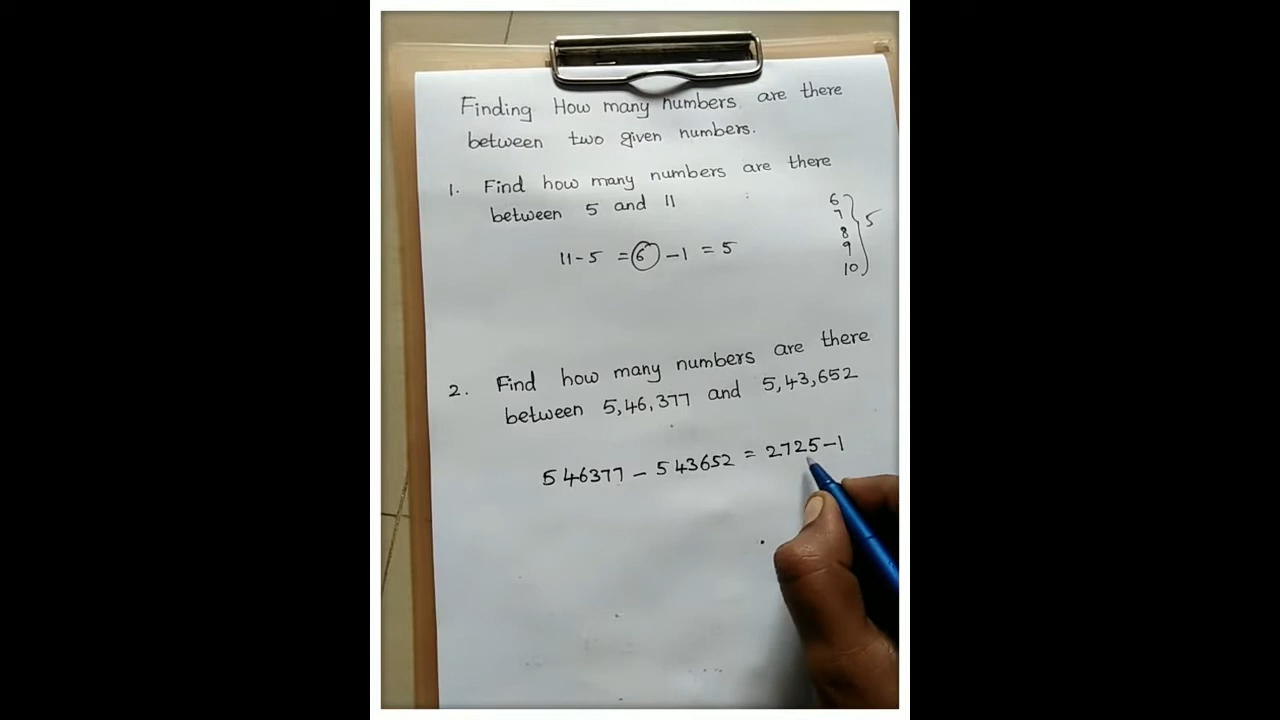 Finding How many numbers are there
between two given numbers.
1. Find how many numbers are there
between 5 and 11
11 - 5 = 6 - 1 = 5
6
7
8
9
10
5
2. Find how many numbers are there
between 5,46,377 and 5,43,652
546377 - 543652 = 2725-1